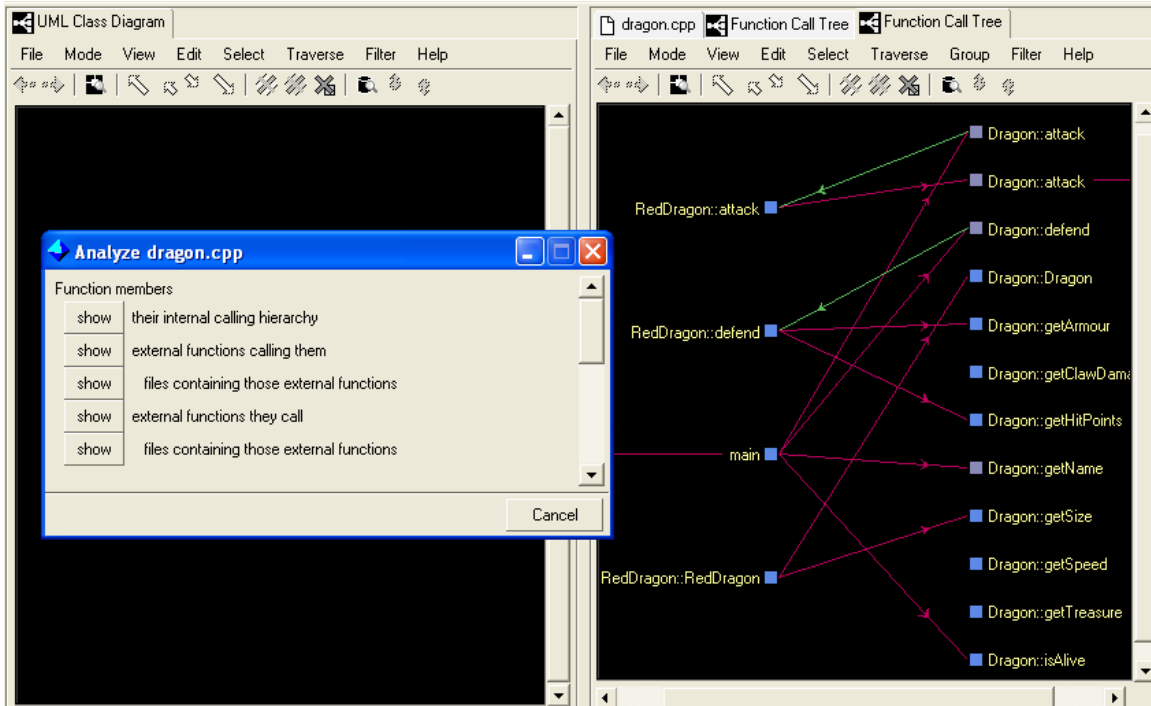 UML Class Diagram
File Mode View Edit Select Traverse Filter Help
Analyze dragon.cpp
Function members
show their internal calling hierarchy
show external functions calling them
show files containing those external functions
show external functions they call
show files containing those external functions
Cancel
dragon.cpp Function Call Tree Function Call Tree
File Mode View Edit Select Traverse Group Filter Help
Dragon::attack
Dragon::attack
RedDragon::attack
Dragon::defend
Dragon::Dragon
RedDragon::defend
Dragon::getArmour
Dragon::getClawDama
Dragon::getHitPoints
main
Dragon::getName
Dragon::getSize
Dragon::getSpeed
RedDragon::RedDragon
Dragon::getTreasure
Dragon::isAlive